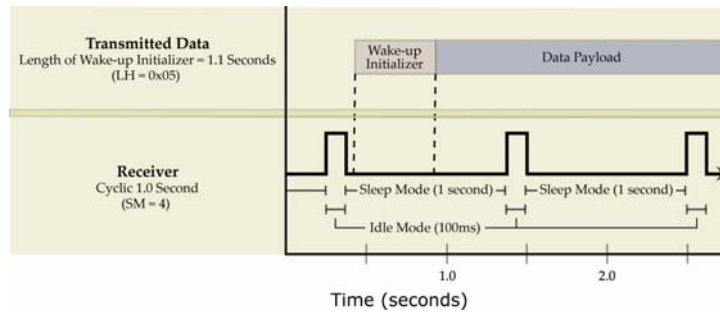 Transmitted Data
Length of Wake-up Initializer = 1.1 Seconds
(LH = 0x05)
Wake-up
Initializer
Data Payload
Receiver
Cyclic 1.0 Second
(SM = 4)
Sleep Mode (1 second)
Sleep Mode (1 second)
Idle Mode (100ms)
1.0
2.0
Time (seconds)